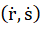 (ṙ, ṡ)